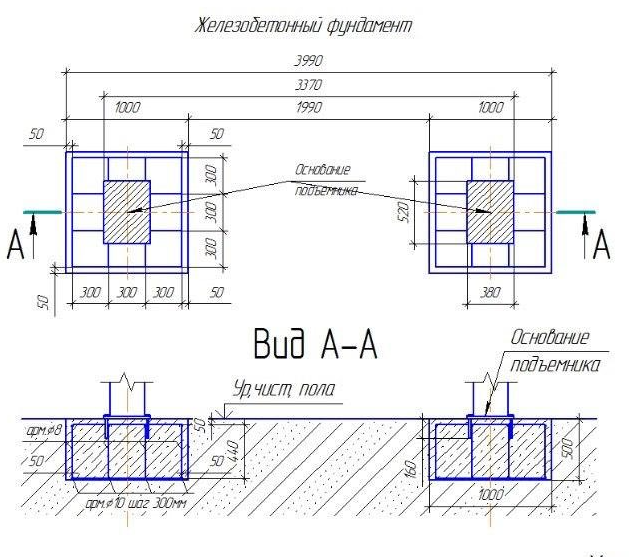 Железобетонный фундамент
3990
3370
1000 1990 1000
50 50
300
300
300
Основание
подъемника
520
А А
50
300 300 300 50
380
Вид А-А
Основание
подъемника
Ур,чист, пола
50
арм.ф8
440
50 50
160
500
арм.ф10 шаг 300мм
1000